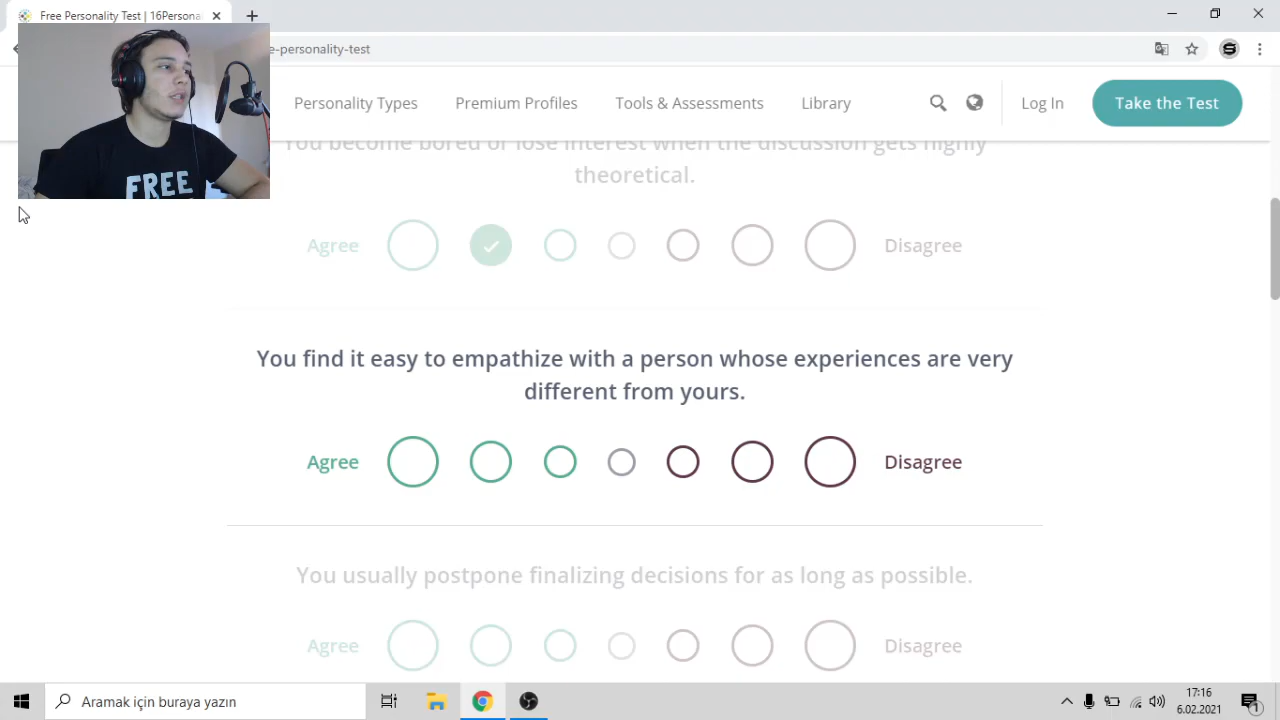 Free Personality Test | 16Persona
e-personality-test
Personality Types Premium Profiles Tools & Assessments Library Log In Take the Test
You become bored or lose interest when the discussion gets highly
theoretical.
Agree Disagree
FREE
You find it easy to empathize with a person whose experiences are very
different from yours.
Agree Disagree
You usually postpone finalizing decisions for as long as possible.
Agree Disagree
Aramak için buraya yazın
17:16
6.02.2021
1